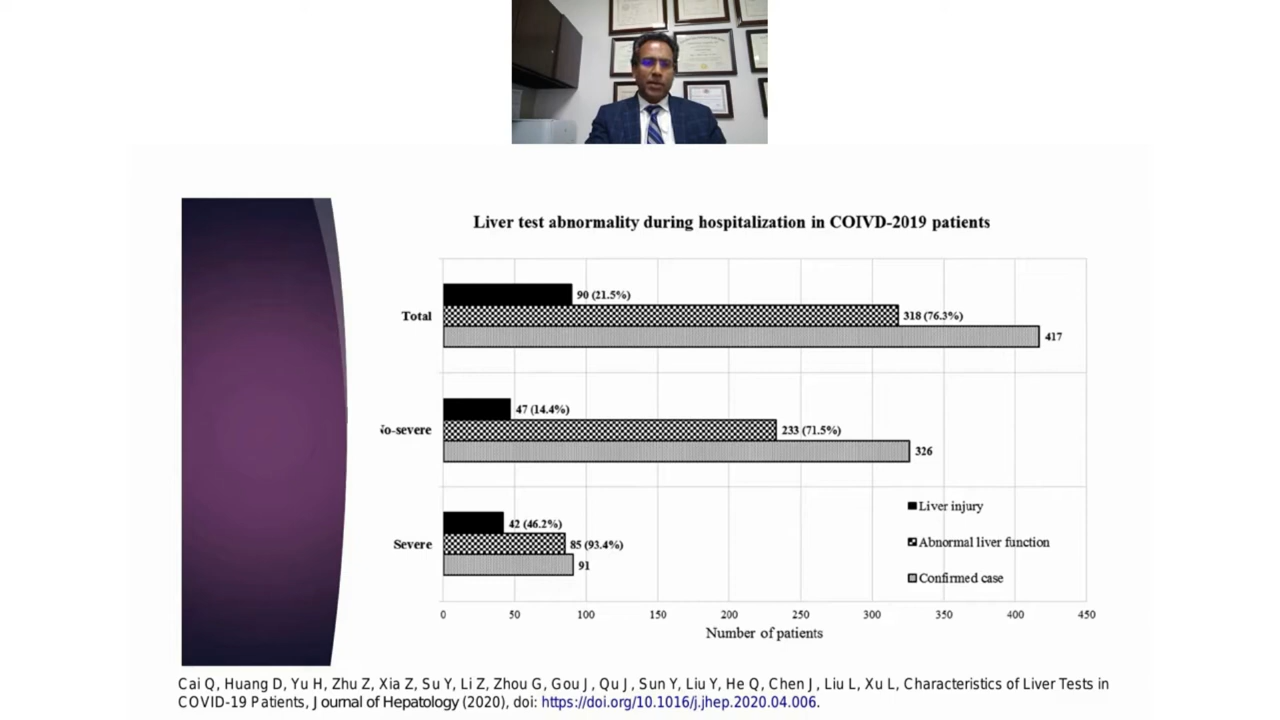 Liver test abnormality during hospitalization in COIVD-2019 patients
Total
90 (21.5%)
318 (76.3%)
417
No-severe
47 (14.4%)
233 (71.5%)
326
Severe
42 (46.2%)
85 (93.4%)
91
Liver injury
Abnormal liver function
Confirmed case
0 50 100 150 200 250 300 350 400 450
Number of patients
Cai Q, Huang D, Yu H, Zhu Z, Xia Z, Su Y, Li Z, Zhou G, Gou J, Qu J, Sun Y, Liu Y, He Q, Chen J, Liu L, Xu L, Characteristics of Liver Tests in
COVID-19 Patients, Journal of Hepatology (2020), doi: https://doi.org/10.1016/j.jhep.2020.04.006.